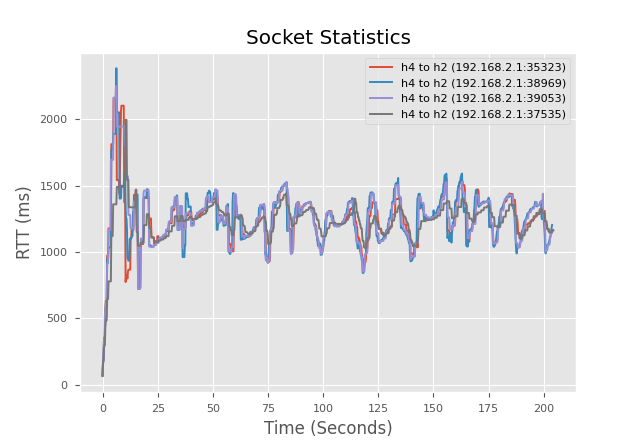 Socket Statistics
h4 to h2 (192.168.2.1:35323)
h4 to h2 (192.168.2.1:38969)
h4 to h2 (192.168.2.1:39053)
h4 to h2 (192.168.2.1:37535)
RTT (ms)
2000
1500
1000
500
0
0 25 50 75 100 125 150 175 200
Time (Seconds)